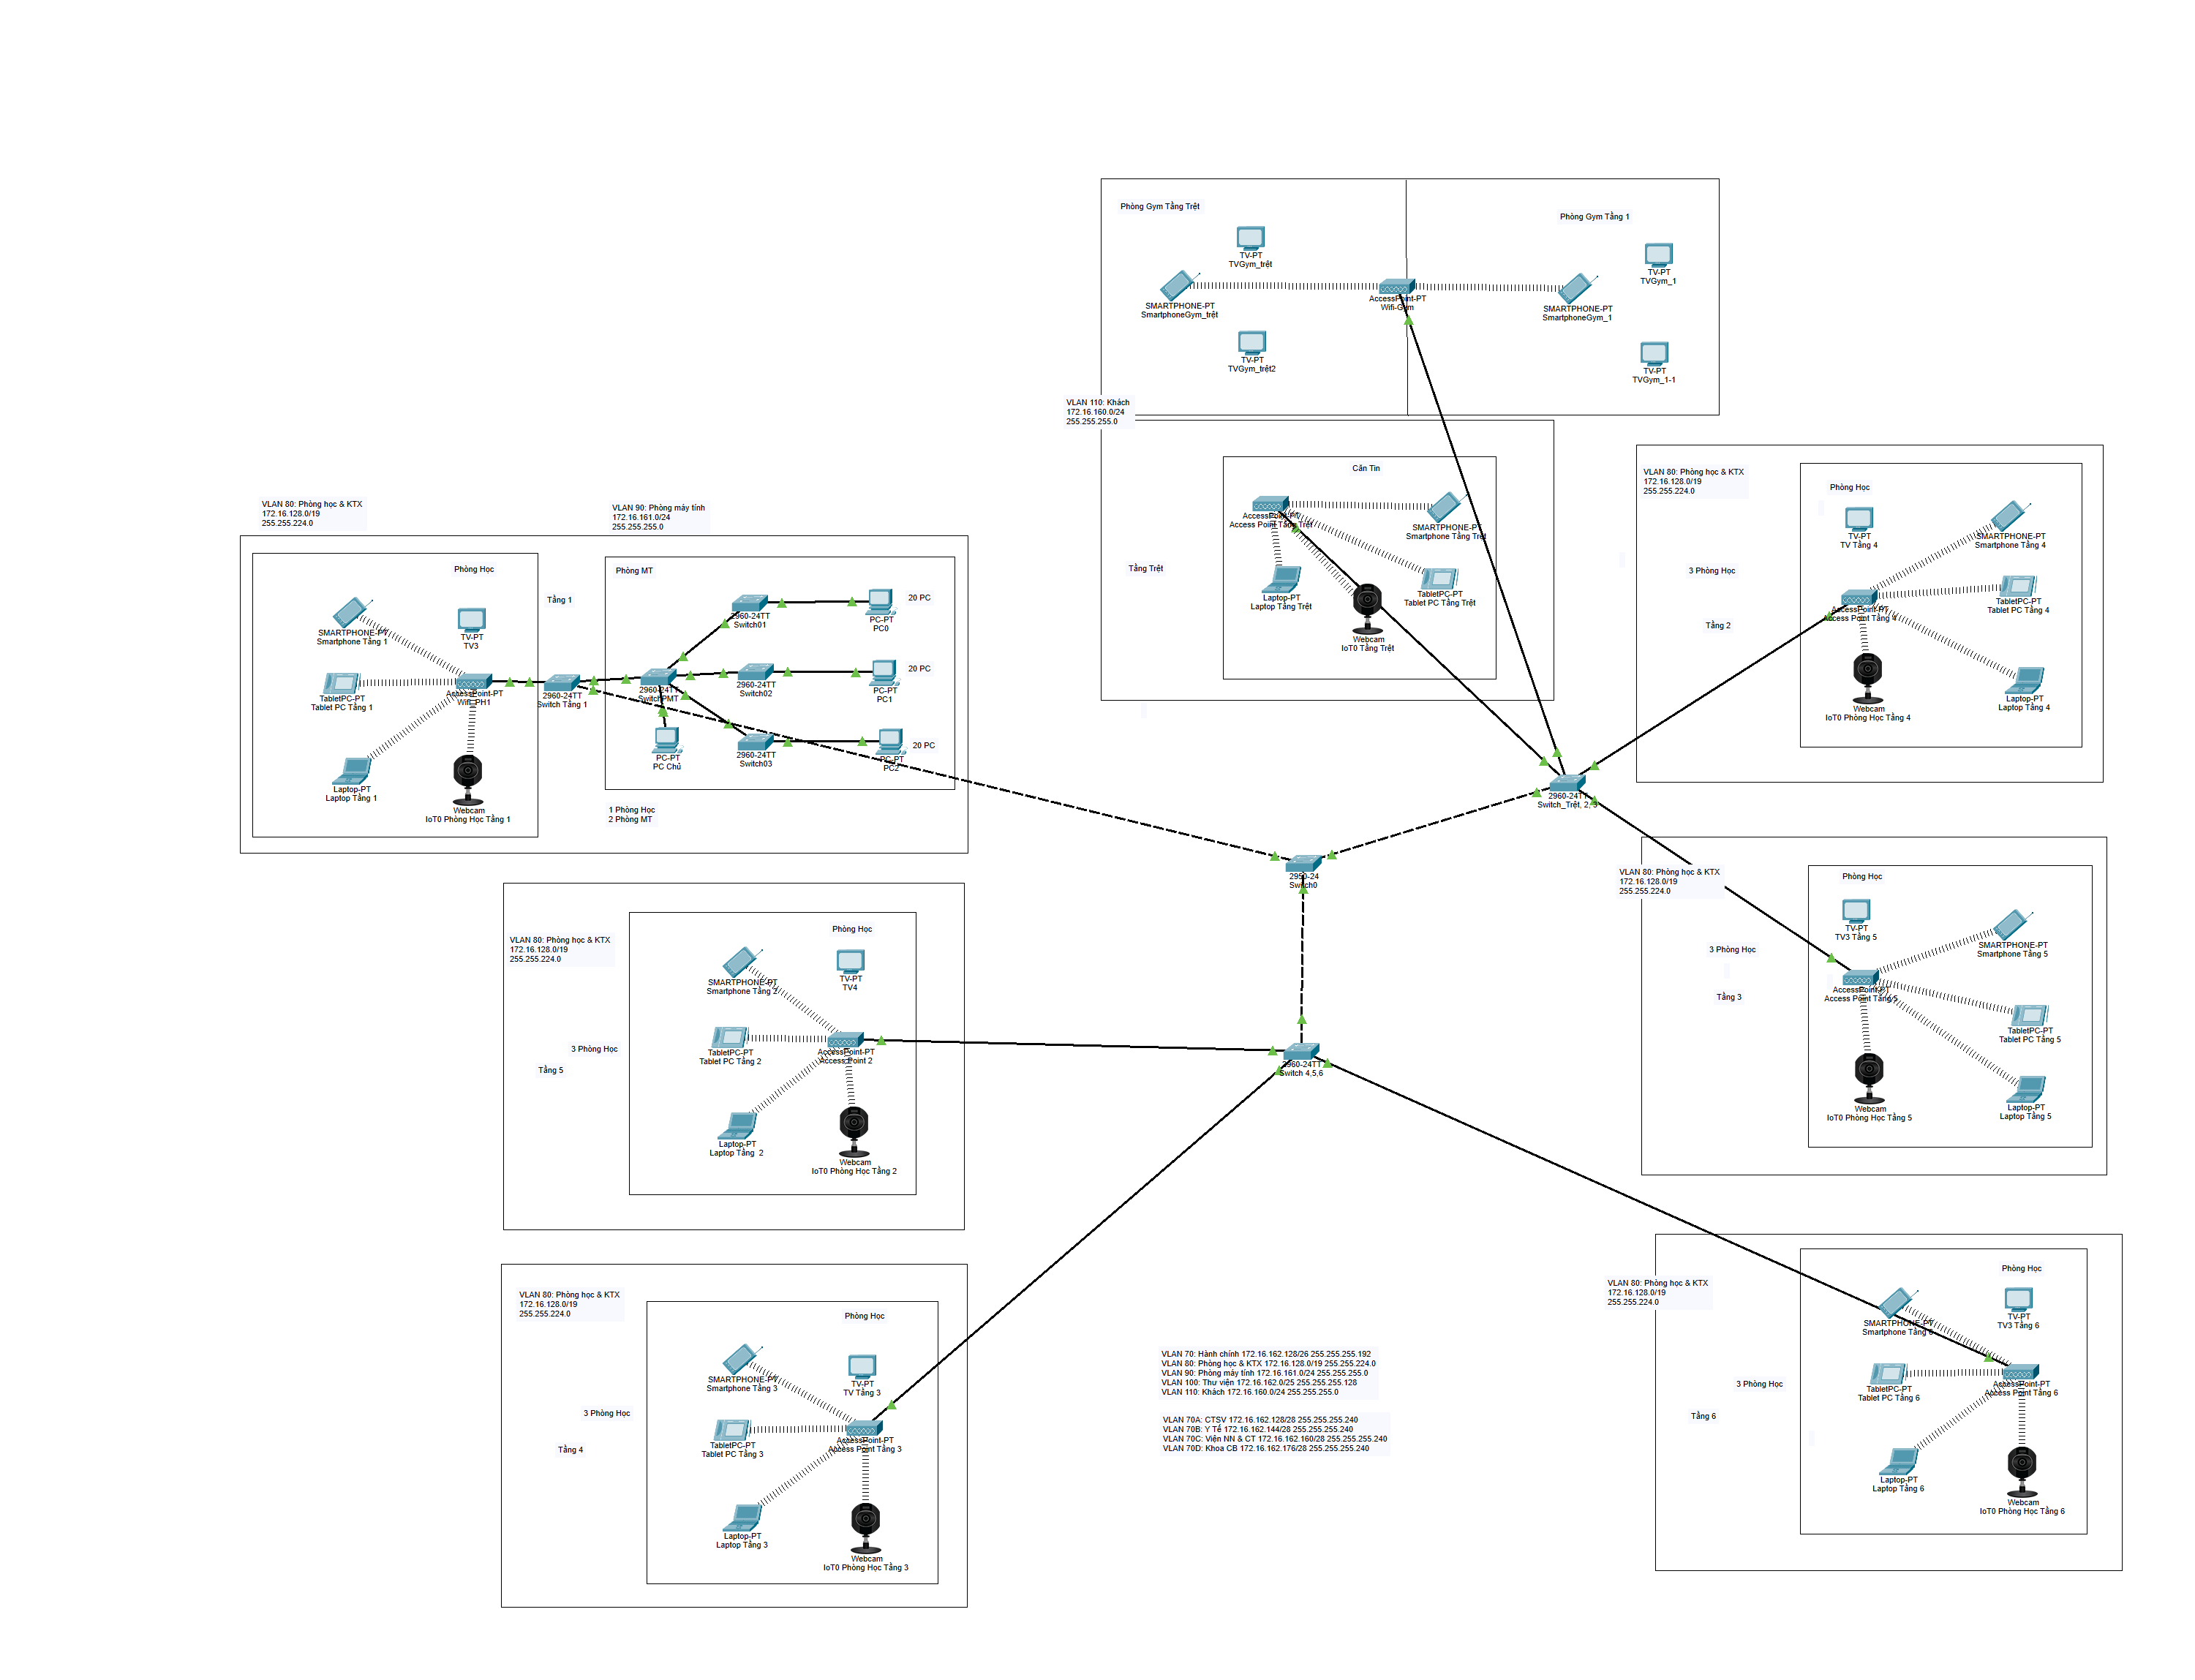 Phòng Gym Tầng Trệt
Phòng Gym Tầng 1
TV-PT
TVGym_trệt
TV-PT
TVGym_1
SMARTPHONE-PT
SmartphoneGym_trệt
AccessPoint-PT
Wifi-Gym
SMARTPHONE-PT
SmartphoneGym_1
TV-PT
TVGym_trệt2
TV-PT
TVGym_1-1
VLAN 110: Khách
172.16.160.0/24
255.255.255.0
Căn Tin
AccessPoint-PT
Access Point Tầng Trệt
SMARTPHONE-PT
Smartphone Tầng Trệt
Tầng Trệt
Laptop-PT
Laptop Tầng Trệt
TabletPC-PT
Tablet PC Tầng Trệt
Webcam
IoT0 Tầng Trệt
VLAN 80: Phòng học & KTX
172.16.128.0/19
255.255.224.0
Phòng Học
TV-PT
TV Tầng 4
SMARTPHONE-PT
Smartphone Tầng 4
3 Phòng Học
TabletPC-PT
Tablet PC Tầng 4
AccessPoint-PT
Access Point Tầng 4
Tầng 2
Laptop-PT
Laptop Tầng 4
Webcam
IoT0 Phòng Học Tầng 4
VLAN 80: Phòng học & KTX
172.16.128.0/19
255.255.224.0
VLAN 90: Phòng máy tính
172.16.161.0/24
255.255.255.0
Phòng Học
Phòng MT
Tầng 1
SMARTPHONE-PT
Smartphone Tầng 1
TV-PT
TV3
2960-24TT
Switch01
PC-PT
PC0
20 PC
TabletPC-PT
Tablet PC Tầng 1
AccessPoint-PT
Wifi_PH1
2960-24TT
Switch Tầng 1
2960-24TT
SwitchPMT
2960-24TT
Switch02
PC-PT
PC1
20 PC
PC-PT
PC Chủ
2960-24TT
Switch03
PC-PT
PC2
20 PC
Laptop-PT
Laptop Tầng 1
Webcam
IoT0 Phòng Học Tầng 1
1 Phòng Học
2 Phòng MT
2960-24TT
Switch_Trệt, 2, 3
2950-24
Switch0
VLAN 80: Phòng học & KTX
172.16.128.0/19
255.255.224.0
Phòng Học
TV-PT
TV3 Tầng 5
SMARTPHONE-PT
Smartphone Tầng 5
3 Phòng Học
Tầng 3
AccessPoint-PT
Access Point Tầng 5
TabletPC-PT
Tablet PC Tầng 5
Webcam
IoT0 Phòng Học Tầng 5
Laptop-PT
Laptop Tầng 5
VLAN 80: Phòng học & KTX
172.16.128.0/19
255.255.224.0
Phòng Học
SMARTPHONE-PT
Smartphone Tầng 2
TV-PT
TV4
3 Phòng Học
Tầng 5
TabletPC-PT
Tablet PC Tầng 2
AccessPoint-PT
Access Point 2
Laptop-PT
Laptop Tầng 2
Webcam
IoT0 Phòng Học Tầng 2
2960-24TT
Switch 4,5,6
VLAN 80: Phòng học & KTX
172.16.128.0/19
255.255.224.0
Phòng Học
SMARTPHONE-PT
Smartphone Tầng 3
TV-PT
TV Tầng 3
3 Phòng Học
Tầng 4
TabletPC-PT
Tablet PC Tầng 3
AccessPoint-PT
Access Point Tầng 3
Laptop-PT
Laptop Tầng 3
Webcam
IoT0 Phòng Học Tầng 3
VLAN 70: Hành chính 172.16.162.128/26 255.255.255.192
VLAN 80: Phòng học & KTX 172.16.128.0/19 255.255.224.0
VLAN 90: Phòng máy tính 172.16.161.0/24 255.255.255.0
VLAN 100: Thư viện 172.16.162.0/25 255.255.255.128
VLAN 110: Khách 172.16.160.0/24 255.255.255.0
VLAN 70A: CTSV 172.16.162.128/28 255.255.255.240
VLAN 70B: Y Tế 172.16.162.144/28 255.255.255.240
VLAN 70C: Viện NN & CT 172.16.162.160/28 255.255.255.240
VLAN 70D: Khoa CB 172.16.162.176/28 255.255.255.240
VLAN 80: Phòng học & KTX
172.16.128.0/19
255.255.224.0
Phòng Học
SMARTPHONE-PT
Smartphone Tầng 6
TV-PT
TV3 Tầng 6
3 Phòng Học
Tầng 6
TabletPC-PT
Tablet PC Tầng 6
AccessPoint-PT
Access Point Tầng 6
Laptop-PT
Laptop Tầng 6
Webcam
IoT0 Phòng Học Tầng 6